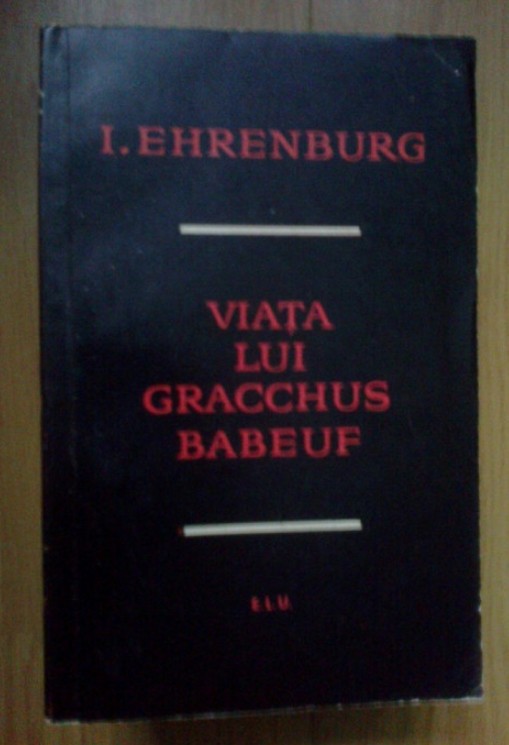 I. EHRENBURG
VIAȚA
LUI
GRACCHUS
BABEUF
E.L.U.